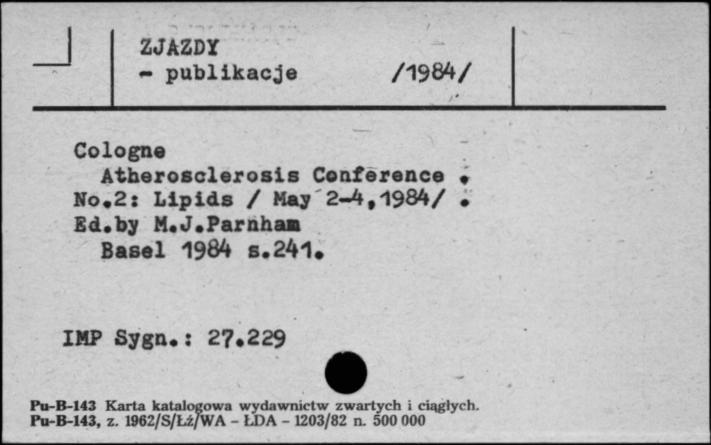 ZJAZDY
- publikacje /1984/
Cologne
Atherosclerosis Conference .
No.2: Lipids / May 2-4,1984/ .
Ed.by M.J.Parnham
Basel 1984 s.241.
IMP Sygn.: 27.229
Pu-B-143 Karta katalogowa wydawnictw zwartych i ciągłych.
Pu-B-143, z. 1962/S/Łż/WA - ŁDA - 1203/82 n. 500 000